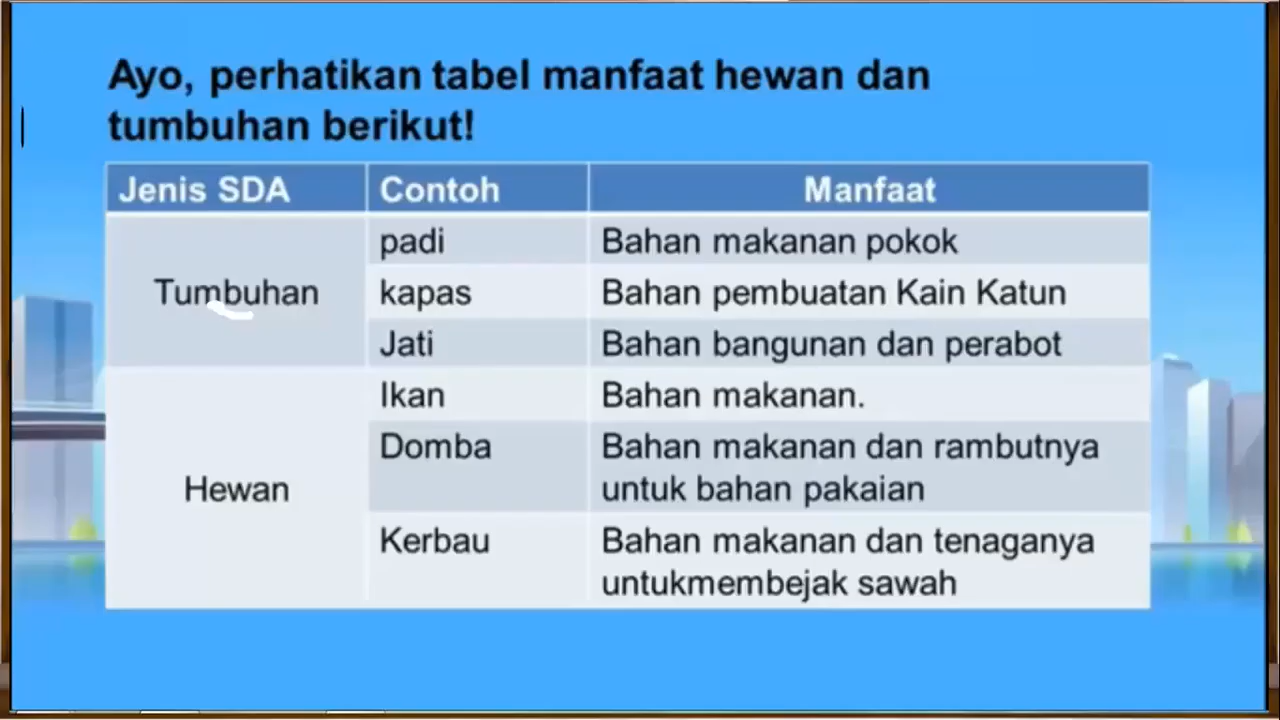 Ayo, perhatikan tabel manfaat hewan dan
tumbuhan berikut!
Jenis SDA Contoh Manfaat
padi Bahan makanan pokok
Tumbuhan kapas Bahan pembuatan Kain Katun
Jati Bahan bangunan dan perabot
Ikan Bahan makanan.
Domba Bahan makanan dan rambutnya
untuk bahan pakaian
Hewan
Kerbau Bahan makanan dan tenaganya
untukmembejak sawah